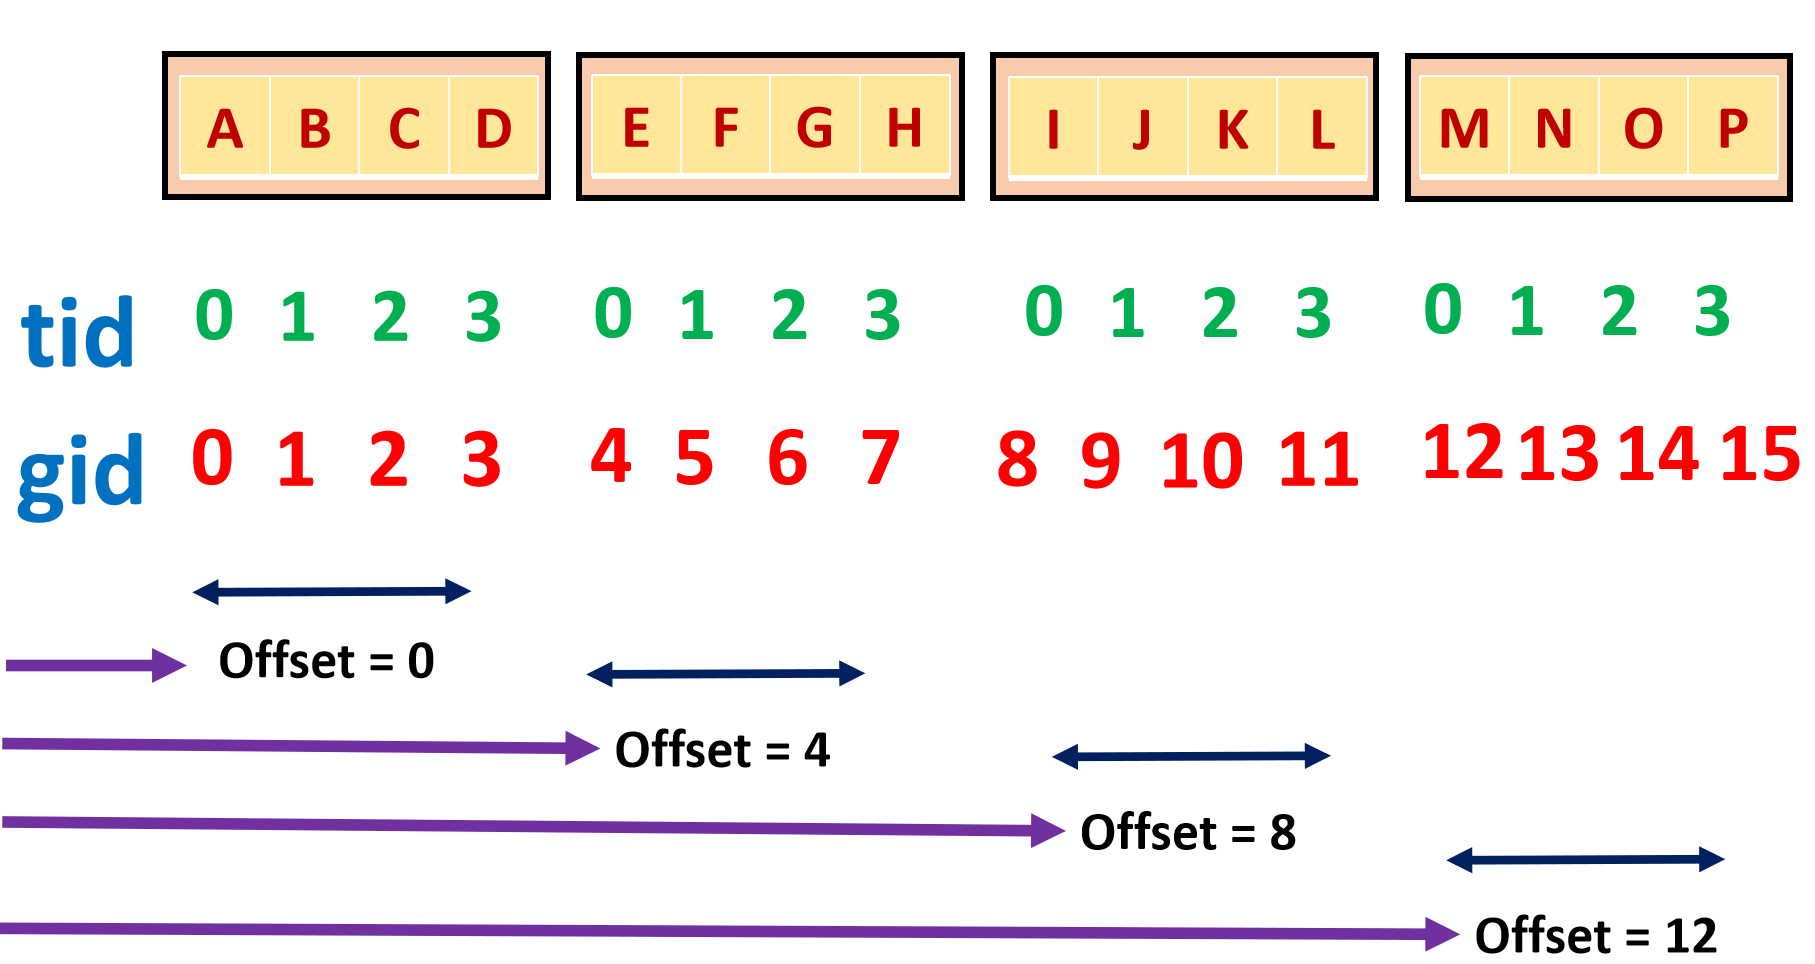 A B C D E F G H I J K L M N O P
tid 0 1 2 3 0 1 2 3 0 1 2 3 0 1 2 3
gid 0 1 2 3 4 5 6 7 8 9 10 11 12 13 14 15
Offset = 0
Offset = 4
Offset = 8
Offset = 12